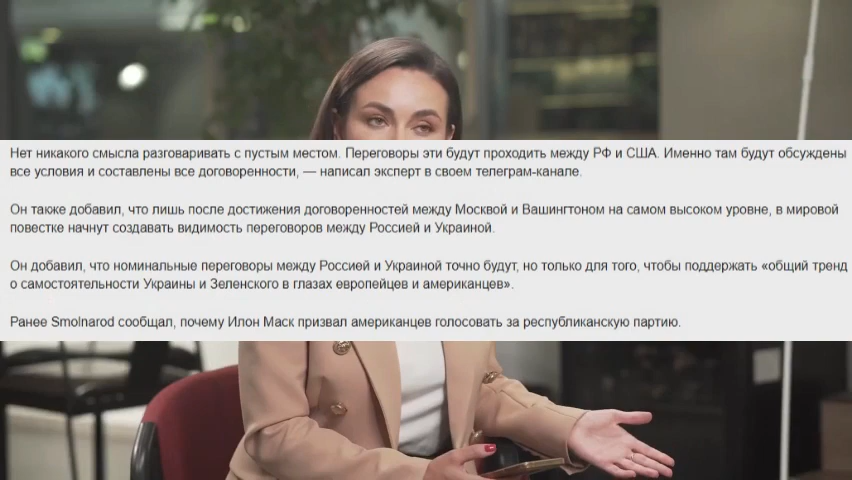 Нет никакого смысла разговаривать с пустым местом. Переговоры эти будут проходить между РФ и США. Именно там будут обсуждены
все условия и составлены все договоренности, — написал эксперт в своем телеграм-канале.
Он также добавил, что лишь после достижения договоренностей между Москвой и Вашингтоном на самом высоком уровне, в мировой
повестке начнут создавать видимость переговоров между Россией и Украиной.
Он добавил, что номинальные переговоры между Россией и Украиной точно будут, но только для того, чтобы поддержать «общий тренд
о самостоятельности Украины и Зеленского в глазах европейцев и американцев».
Ранее Smolnarod сообщал, почему Илон Маск призвал американцев голосовать за республиканскую партию.